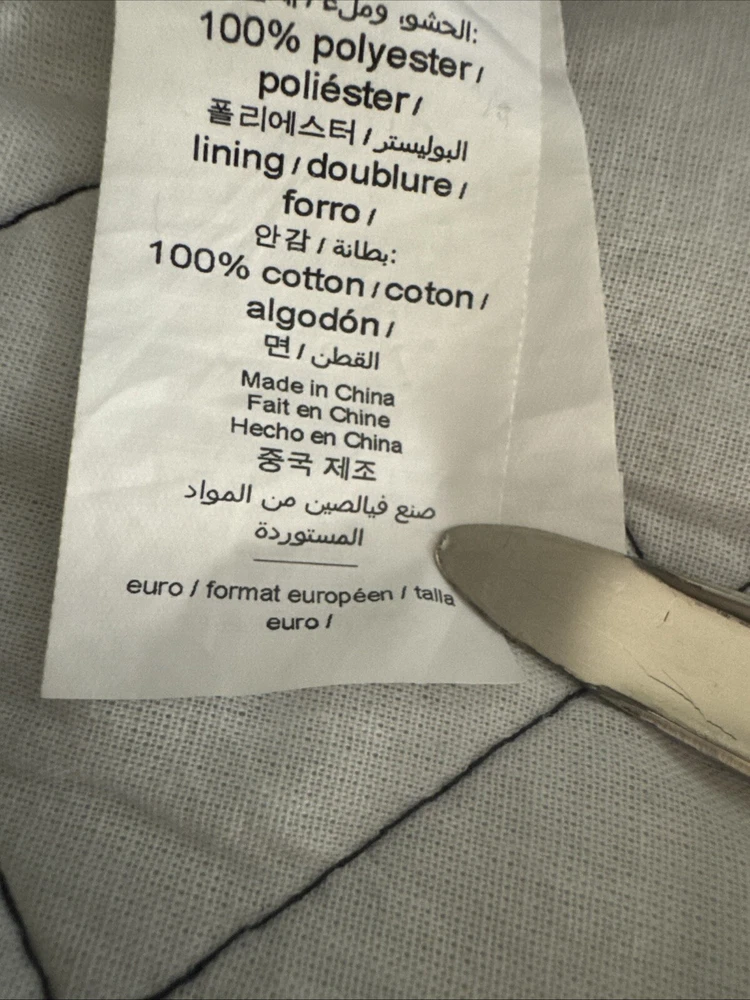 الحشو، وملء:
100% polyester /
poliéster /
폴리에스터 / البوليستر
lining / doublure /
forro /
안감 / بطانة:
100% cotton / coton /
algodón /
면 / القطن
Made in China
Fait en Chine
Hecho en China
중국 제조
صنع فيالصين من المواد
المستوردة
euro / format européen / talla
euro /